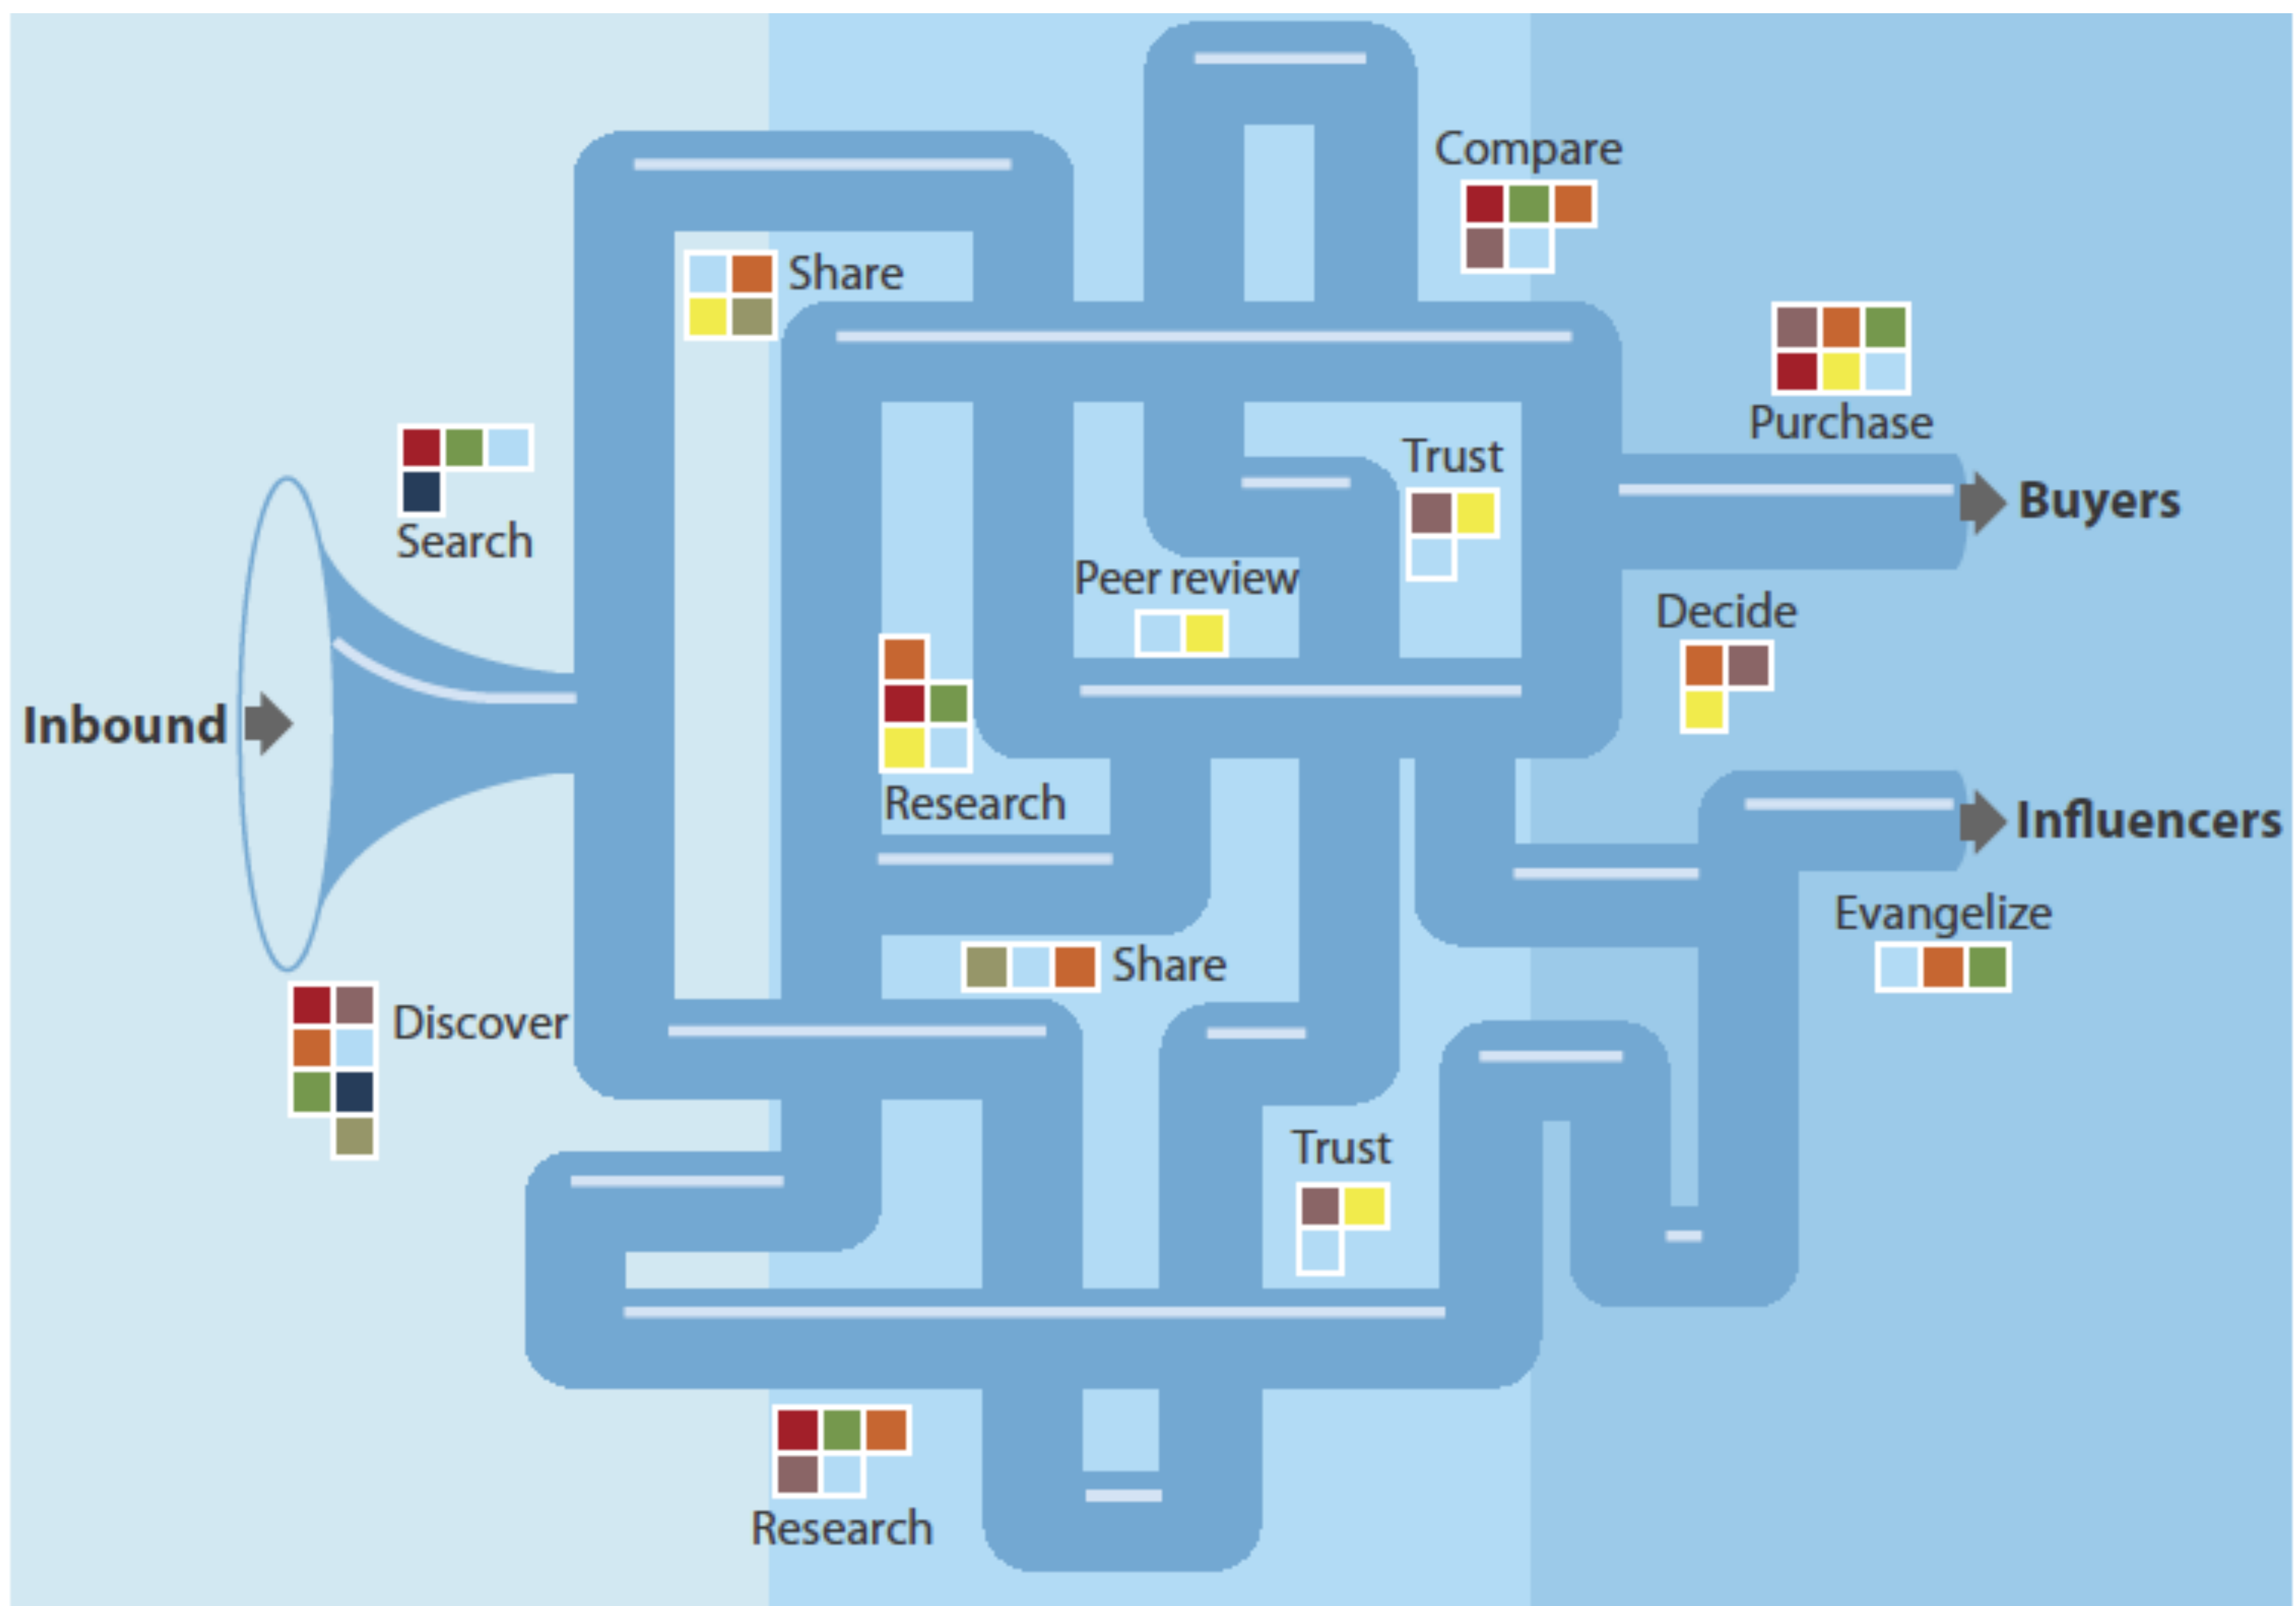 Compare
Share
Purchase
Trust
Buyers
Search
Peer review
Decide
Inbound
Research
Influencers
Evangelize
Share
Discover
Trust
Research